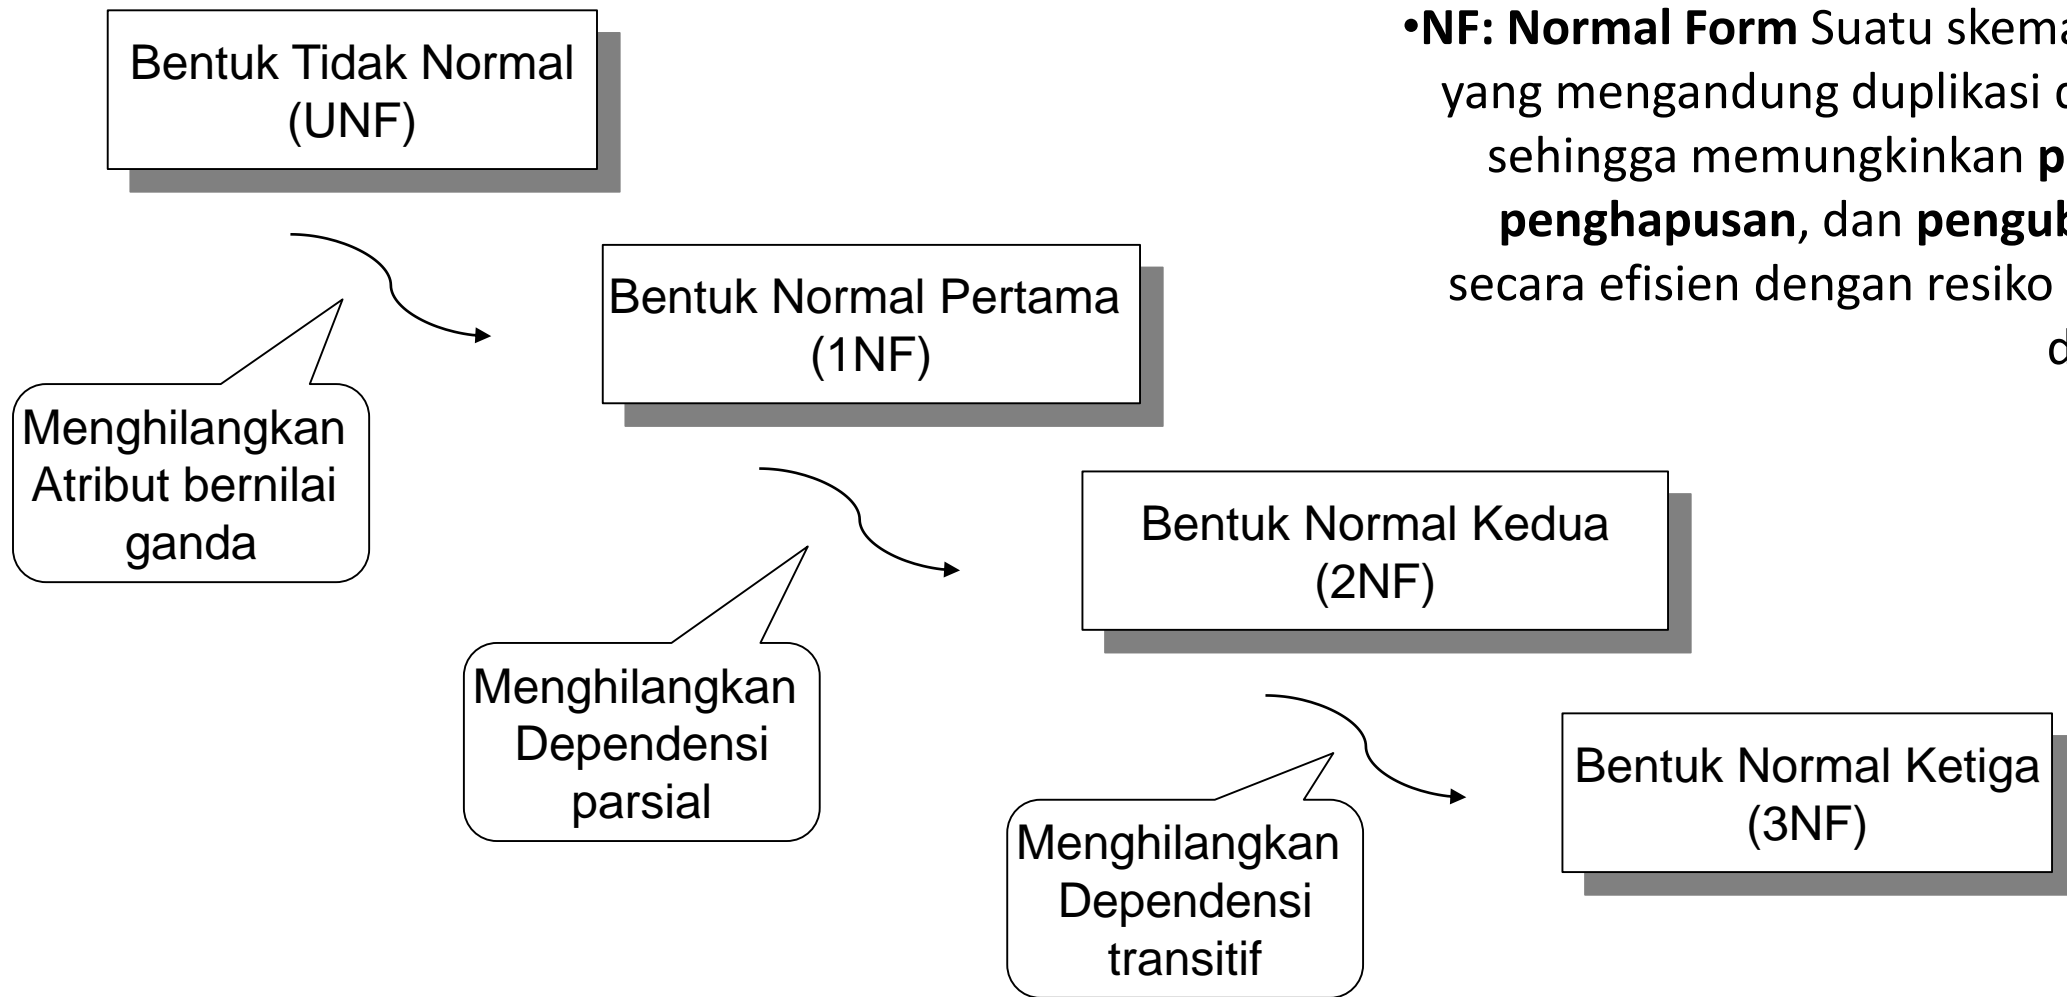 Bentuk Tidak Normal
(UNF)
•NF: Normal Form Suatu
yang mengandung duplikasi
sehingga memungkinkan
penghapusan, dan
secara efisien dengan resiko
Bentuk Normal Pertama
(1NF)
Menghilangkan
Atribut bernilai
ganda
Bentuk Normal Kedua
(2NF)
Menghilangkan
Dependensi
parsial
Bentuk Normal Ketiga
(3NF)
Menghilangkan
Dependensi
transitif